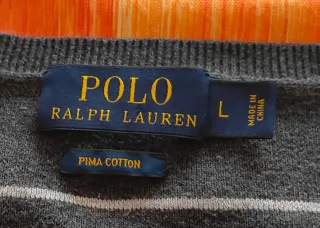 POLO
RALPH LAUREN
L
MADE IN
CHINA
PIMA COTTON